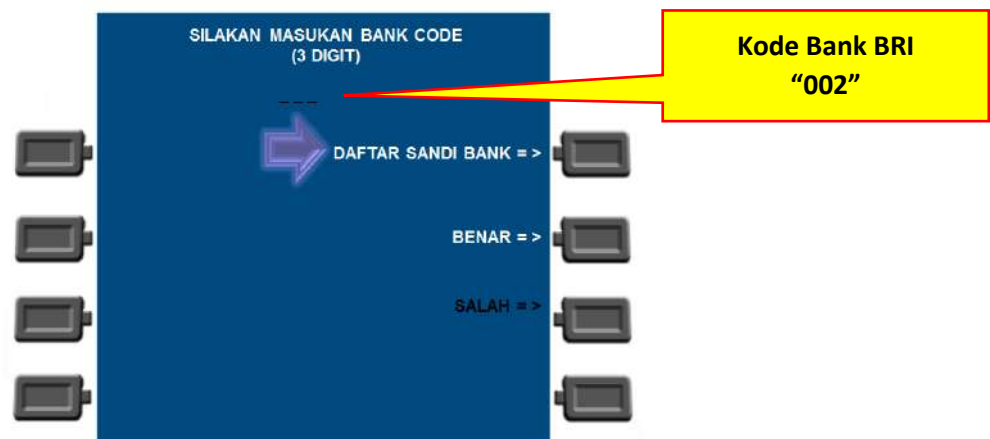 SILAKAN MASUKAN BANK CODE
(3 DIGIT)
Kode Bank BRI
“002”
_ _ _
DAFTAR SANDI BANK = >
BENAR = >
SALAH = >